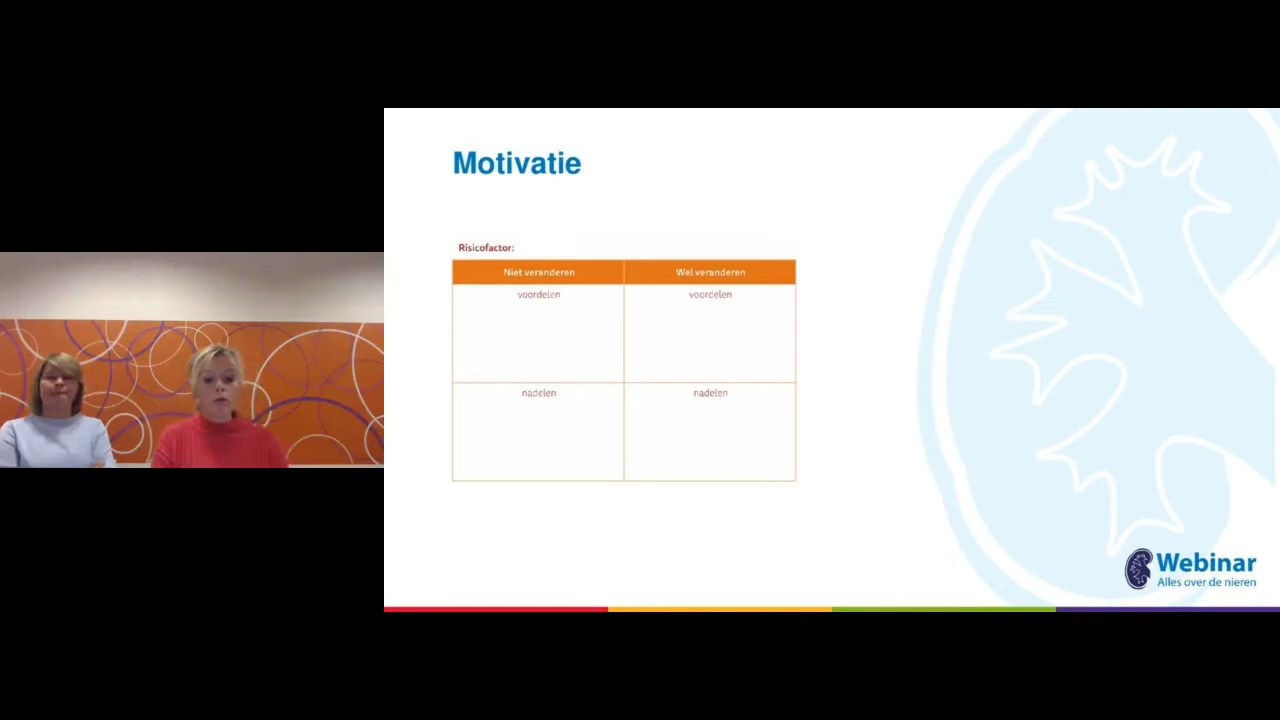 Motivatie
Risicofactor:
Niet veranderen Wel veranderen
voordelen voordelen
nadelen nadelen
Webinar
Alles over de nieren